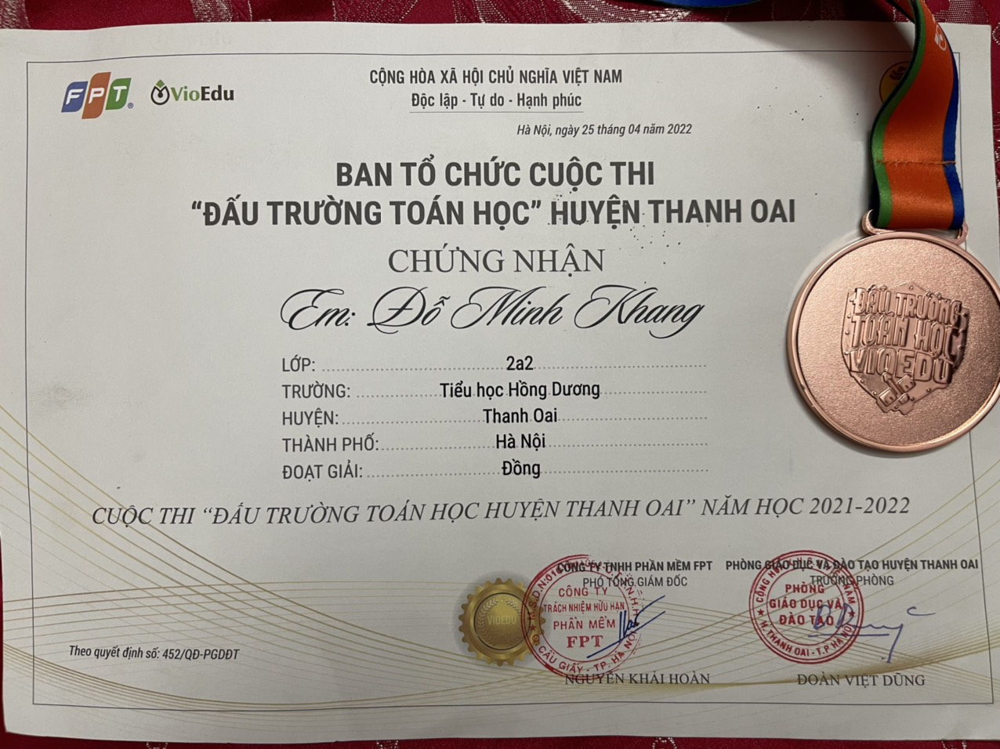 FPT
VioEdu
CỘNG HÒA XÃ HỘI CHỦ NGHĨA VIỆT NAM
Độc lập - Tự do - Hạnh phúc
Hà Nội, ngày 25 tháng 04 năm 2022
BAN TỔ CHỨC CUỘC THI
“ĐẤU TRƯỜNG TOÁN HỌC” HUYỆN THANH OAI
CHỨNG NHẬN
Em: Đỗ Minh Khang
LỚP: 2a2
TRƯỜNG: Tiểu học Hồng Dương
HUYỆN: Thanh Oai
THÀNH PHỐ: Hà Nội
ĐOẠT GIẢI: Đồng
CUỘC THI “ĐẤU TRƯỜNG TOÁN HỌC HUYỆN THANH OAI” NĂM HỌC 2021-2022
ĐẤU TRƯỜNG
TOÁN HỌC
VIOEDU
CÔNG TY TNHH PHẦN MỀM FPT
PHÓ TỔNG GIÁM ĐỐC
PHÒNG GIÁO DỤC VÀ ĐÀO TẠO HUYỆN THANH OAI
TRƯỞNG PHÒNG
VIOEDU
CÔNG TY
TRÁCH NHIỆM HỮU HẠN
PHẦN MỀM
FPT
Q. CẦU GIẤY - TP. HÀ NỘI
PHÒNG
GIÁO DỤC VÀ
ĐÀO TẠO
H. THANH OAI - T.P HÀ NỘI
Theo quyết định số: 452/QĐ-PGDĐT
NGUYỄN KHẢI HOÀN
ĐOÀN VIỆT DŨNG